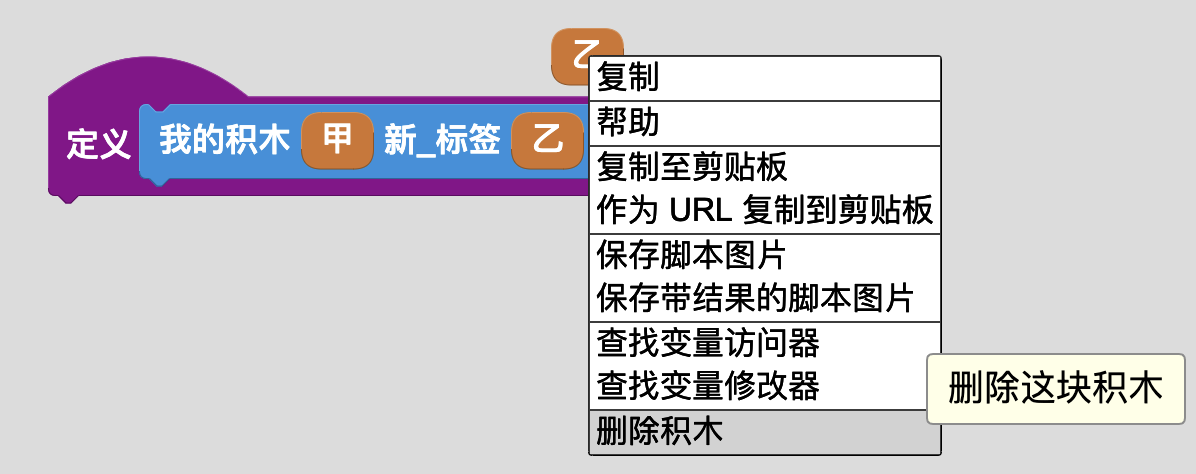 乙
定义 我的积木 甲 新_标签 乙
复制
帮助
复制至剪贴板
作为 URL 复制到剪贴板
保存脚本图片
保存带结果的脚本图片
查找变量访问器
查找变量修改器
删除积木
删除这块积木